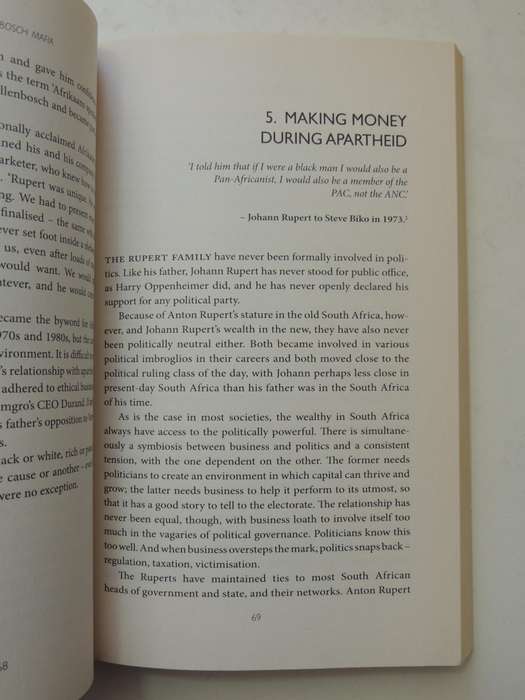 BOSCH MAFIA
and gave him
the term 'Afrikaans
llenbosch and became
onally acclaimed
ned his and his
arketer, who knew how
. 'Rupert was unique.
ng. We had to present
finalised – the same
ever set foot inside a
us, even after loads of
would want. We would
atever, and he would
ecame the byword for
970s and 1980s, but the
vironment. It is difficult
's relationship with
adhered to ethical
mgro's CEO Durand
s father's opposition to
s.
ack or white, rich or
e cause or another –
were no exception.
68
5. MAKING MONEY
DURING APARTHEID
'I told him that if I were a black man I would also be a
Pan-Africanist, I would also be a member of the
PAC, not the ANC.'
– Johann Rupert to Steve Biko in 1973.¹
THE RUPERT FAMILY have never been formally involved in poli-
tics. Like his father, Johann Rupert has never stood for public office,
as Harry Oppenheimer did, and he has never openly declared his
support for any political party.
Because of Anton Rupert's stature in the old South Africa, how-
ever, and Johann Rupert's wealth in the new, they have also never
been politically neutral either. Both became involved in various
political imbroglios in their careers and both moved close to the
political ruling class of the day, with Johann perhaps less close in
present-day South Africa than his father was in the South Africa
of his time.
As is the case in most societies, the wealthy in South Africa
always have access to the politically powerful. There is simultane-
ously a symbiosis between business and politics and a consistent
tension, with the one dependent on the other. The former needs
politicians to create an environment in which capital can thrive and
grow; the latter needs business to help it perform to its utmost, so
that it has a good story to tell to the electorate. The relationship has
never been equal, though, with business loath to involve itself too
much in the vagaries of political governance. Politicians know this
too well. And when business oversteps the mark, politics snaps back –
regulation, taxation, victimisation.
The Ruperts have maintained ties to most South African
heads of government and state, and their networks. Anton Rupert
69